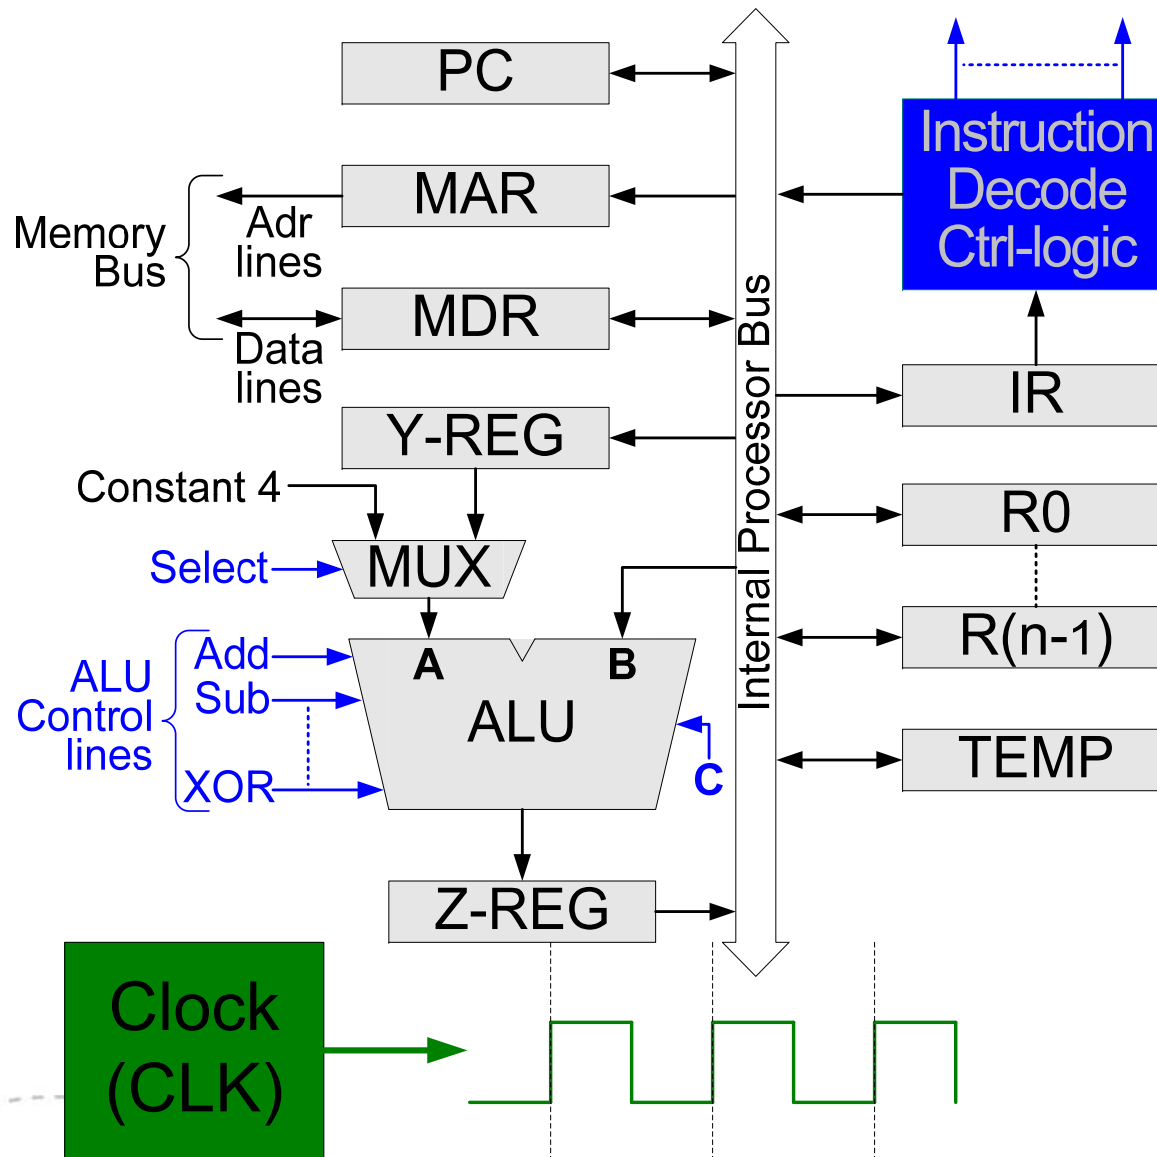 PC
MAR
MDR
Memory
Bus
Adr
lines
Data
lines
Y-REG
Constant 4
Select
MUX
ALU
Control
lines
Add
Sub
XOR
A
B
ALU
C
Z-REG
Internal Processor Bus
Instruction
Decode
Ctrl-logic
IR
R0
R(n-1)
TEMP
Clock
(CLK)